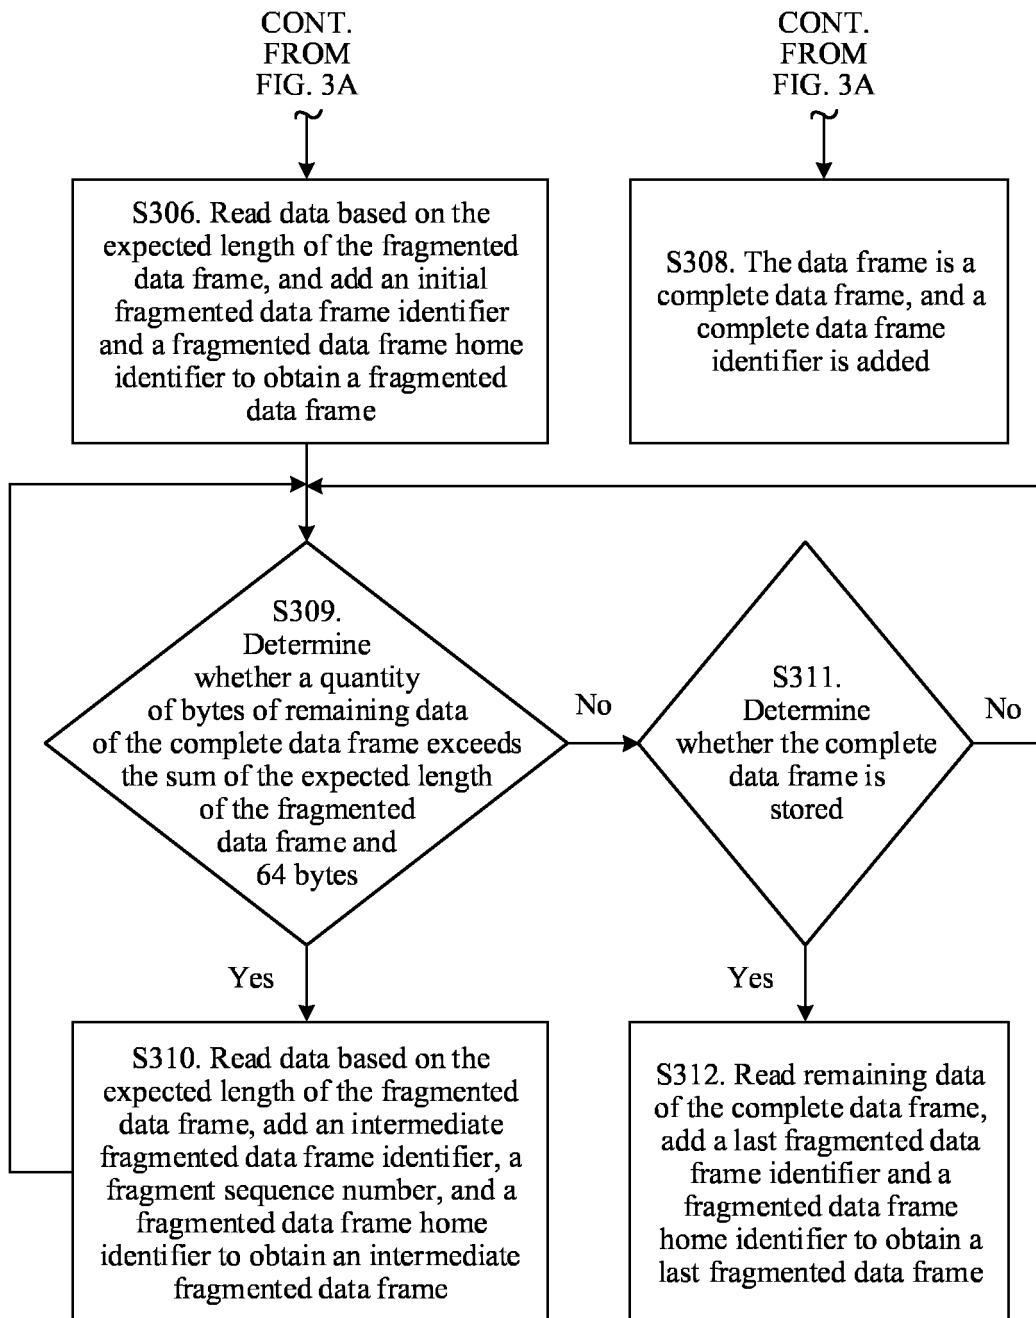 CONT.
FROM
FIG. 3A
CONT.
FROM
FIG. 3A
S306. Read data based on the
expected length of the fragmented
data frame, and add an initial
fragmented data frame identifier
and a fragmented data frame home
identifier to obtain a fragmented
data frame
S308. The data frame is a
complete data frame, and a
complete data frame
identifier is added
S309.
Determine
whether a quantity
of bytes of remaining data
of the complete data frame exceeds
the sum of the expected length
of the fragmented
data frame and
64 bytes
No
S311.
Determine
whether the complete
data frame is
stored
No
Yes
Yes
S310. Read data based on the
expected length of the fragmented
data frame, add an intermediate
fragmented data frame identifier, a
fragment sequence number, and a
fragmented data frame home
identifier to obtain an intermediate
fragmented data frame
S312. Read remaining data
of the complete data frame,
add a last fragmented data
frame identifier and a
fragmented data frame
home identifier to obtain a
last fragmented data frame